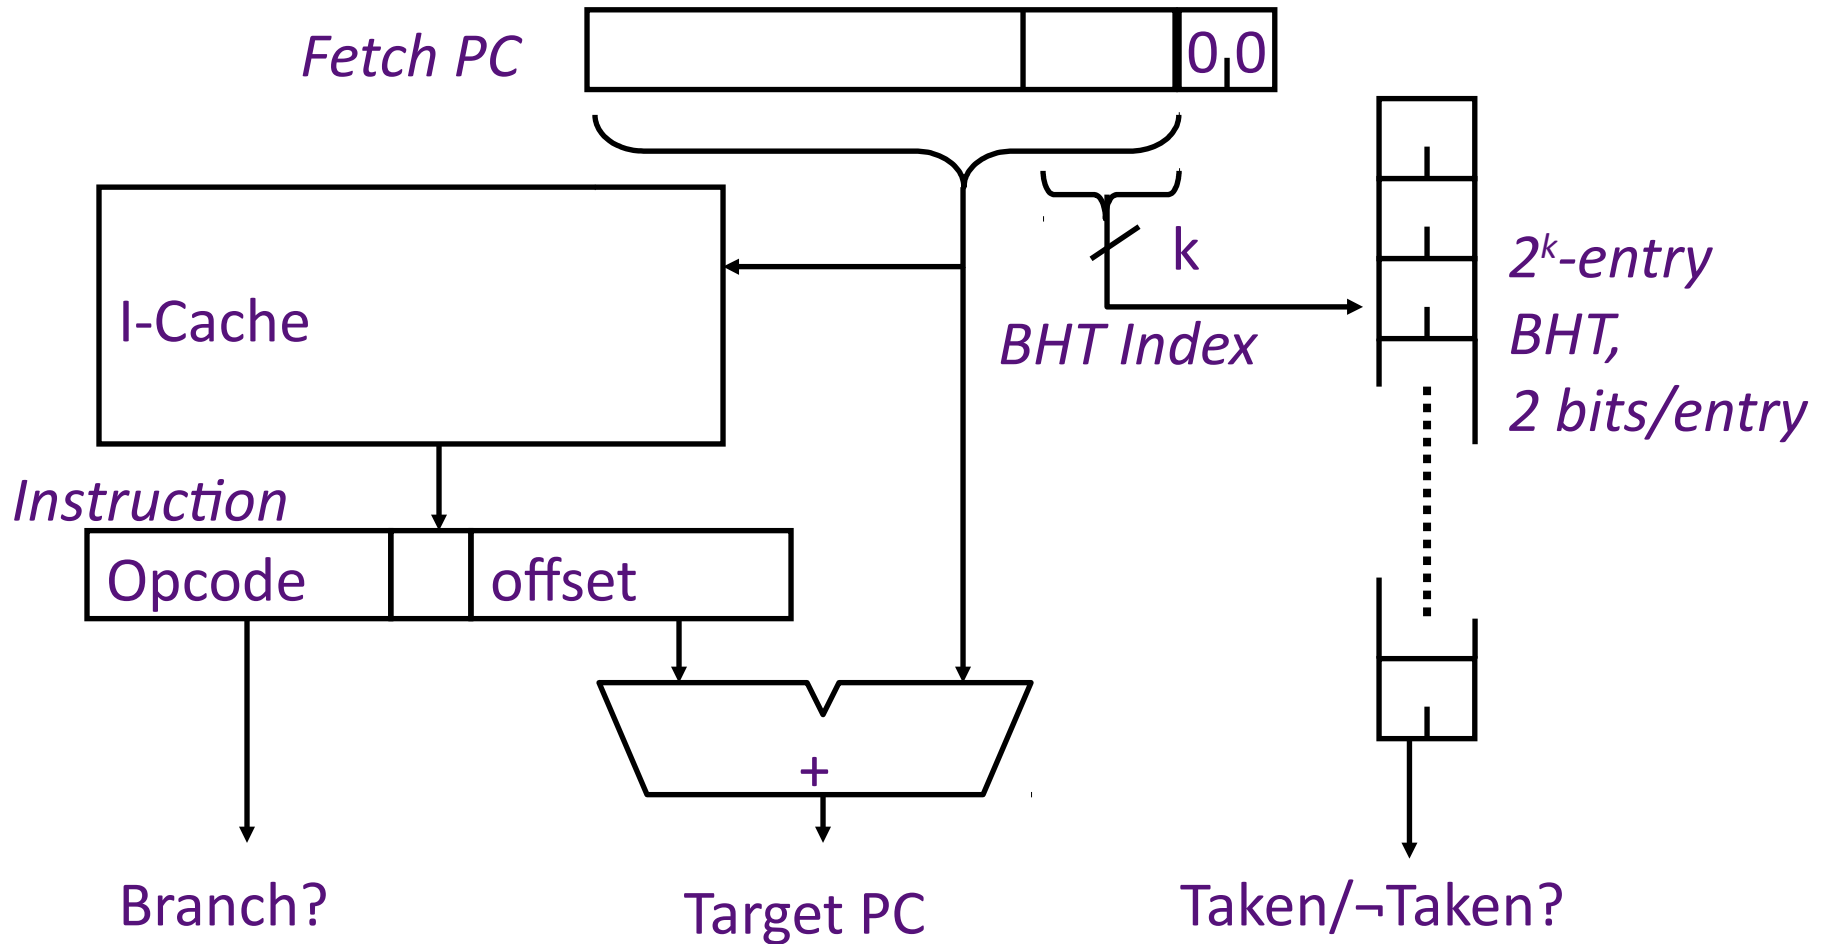 Fetch PC
0 0
k
2ᵏ-entry
BHT,
2 bits/entry
I-Cache
BHT Index
Instruction
Opcode
offset
+
Branch?
Target PC
Taken/¬Taken?